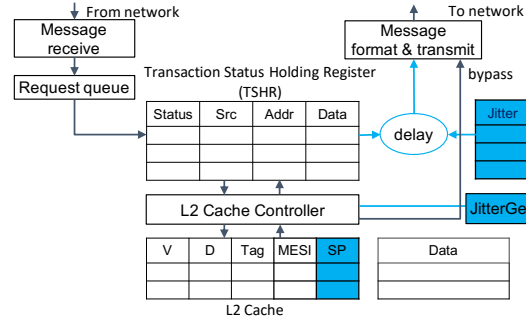 From network
To network
Message
receive
Message
format & transmit
Request queue
bypass
Transaction Status Holding Register
(TSHR)
Status Src Addr Data
Jitter
delay
L2 Cache Controller
JitterGe
V D Tag MESI SP
Data
L2 Cache